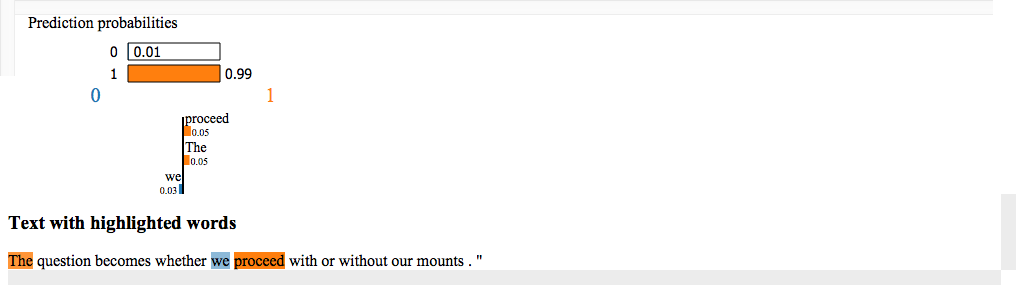 Prediction probabilities
0 0.01
1 0.99
0 1
proceed
0.05
The
0.05
we
0.03
Text with highlighted words
The question becomes whether we proceed with or without our mounts . "